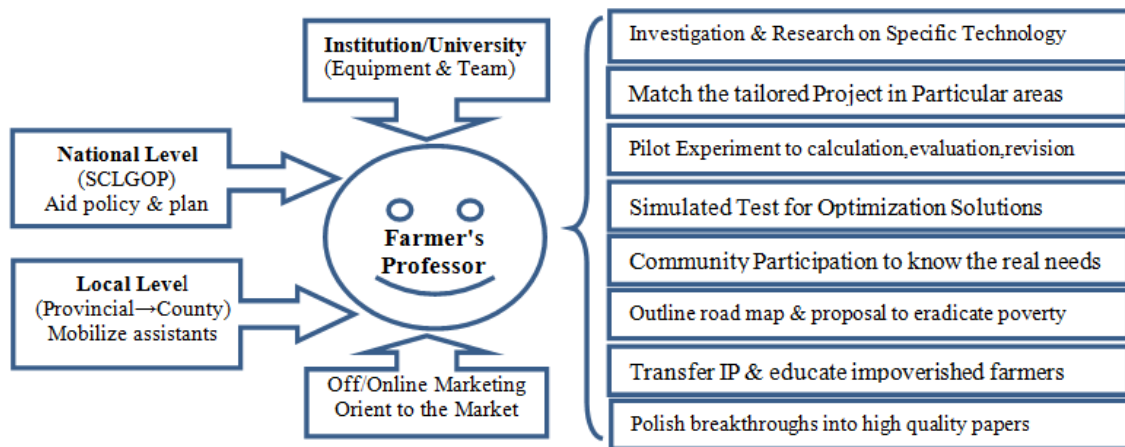 Institution/University
(Equipment & Team)
National Level
(SCLGOP)
Aid policy & plan
Local Level
(Provincial→County)
Mobilize assistants
Farmer's
Professor
Off/Online Marketing
Orient to the Market
Investigation & Research on Specific Technology
Match the tailored Project in Particular areas
Pilot Experiment to calculation,evaluation,revision
Simulated Test for Optimization Solutions
Community Participation to know the real needs
Outline road map & proposal to eradicate poverty
Transfer IP & educate impoverished farmers
Polish breakthroughs into high quality papers